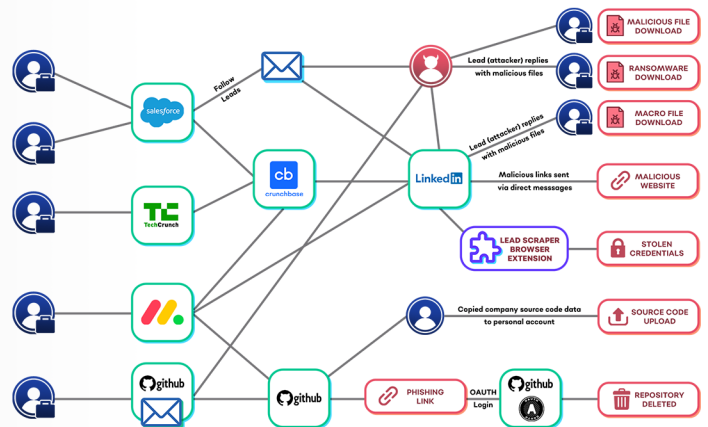 MALICIOUS FILE
DOWNLOAD
Lead (attacker) replies
with malicious files
RANSOMWARE
DOWNLOAD
Follow
Leads
salesforce
MACRO FILE
DOWNLOAD
Lead (attacker) replies
with malicious files
cb
crunchbase
LinkedIn
Malicious links sent
via direct messsages
MALICIOUS
WEBSITE
TC
TechCrunch
LEAD SCRAPER
BROWSER
EXTENSION
STOLEN
CREDENTIALS
Copied company source code data
to personal account
SOURCE CODE
UPLOAD
github
github
PHISHING
LINK
OAUTH
Login
github
A
REPOSITORY
DELETED